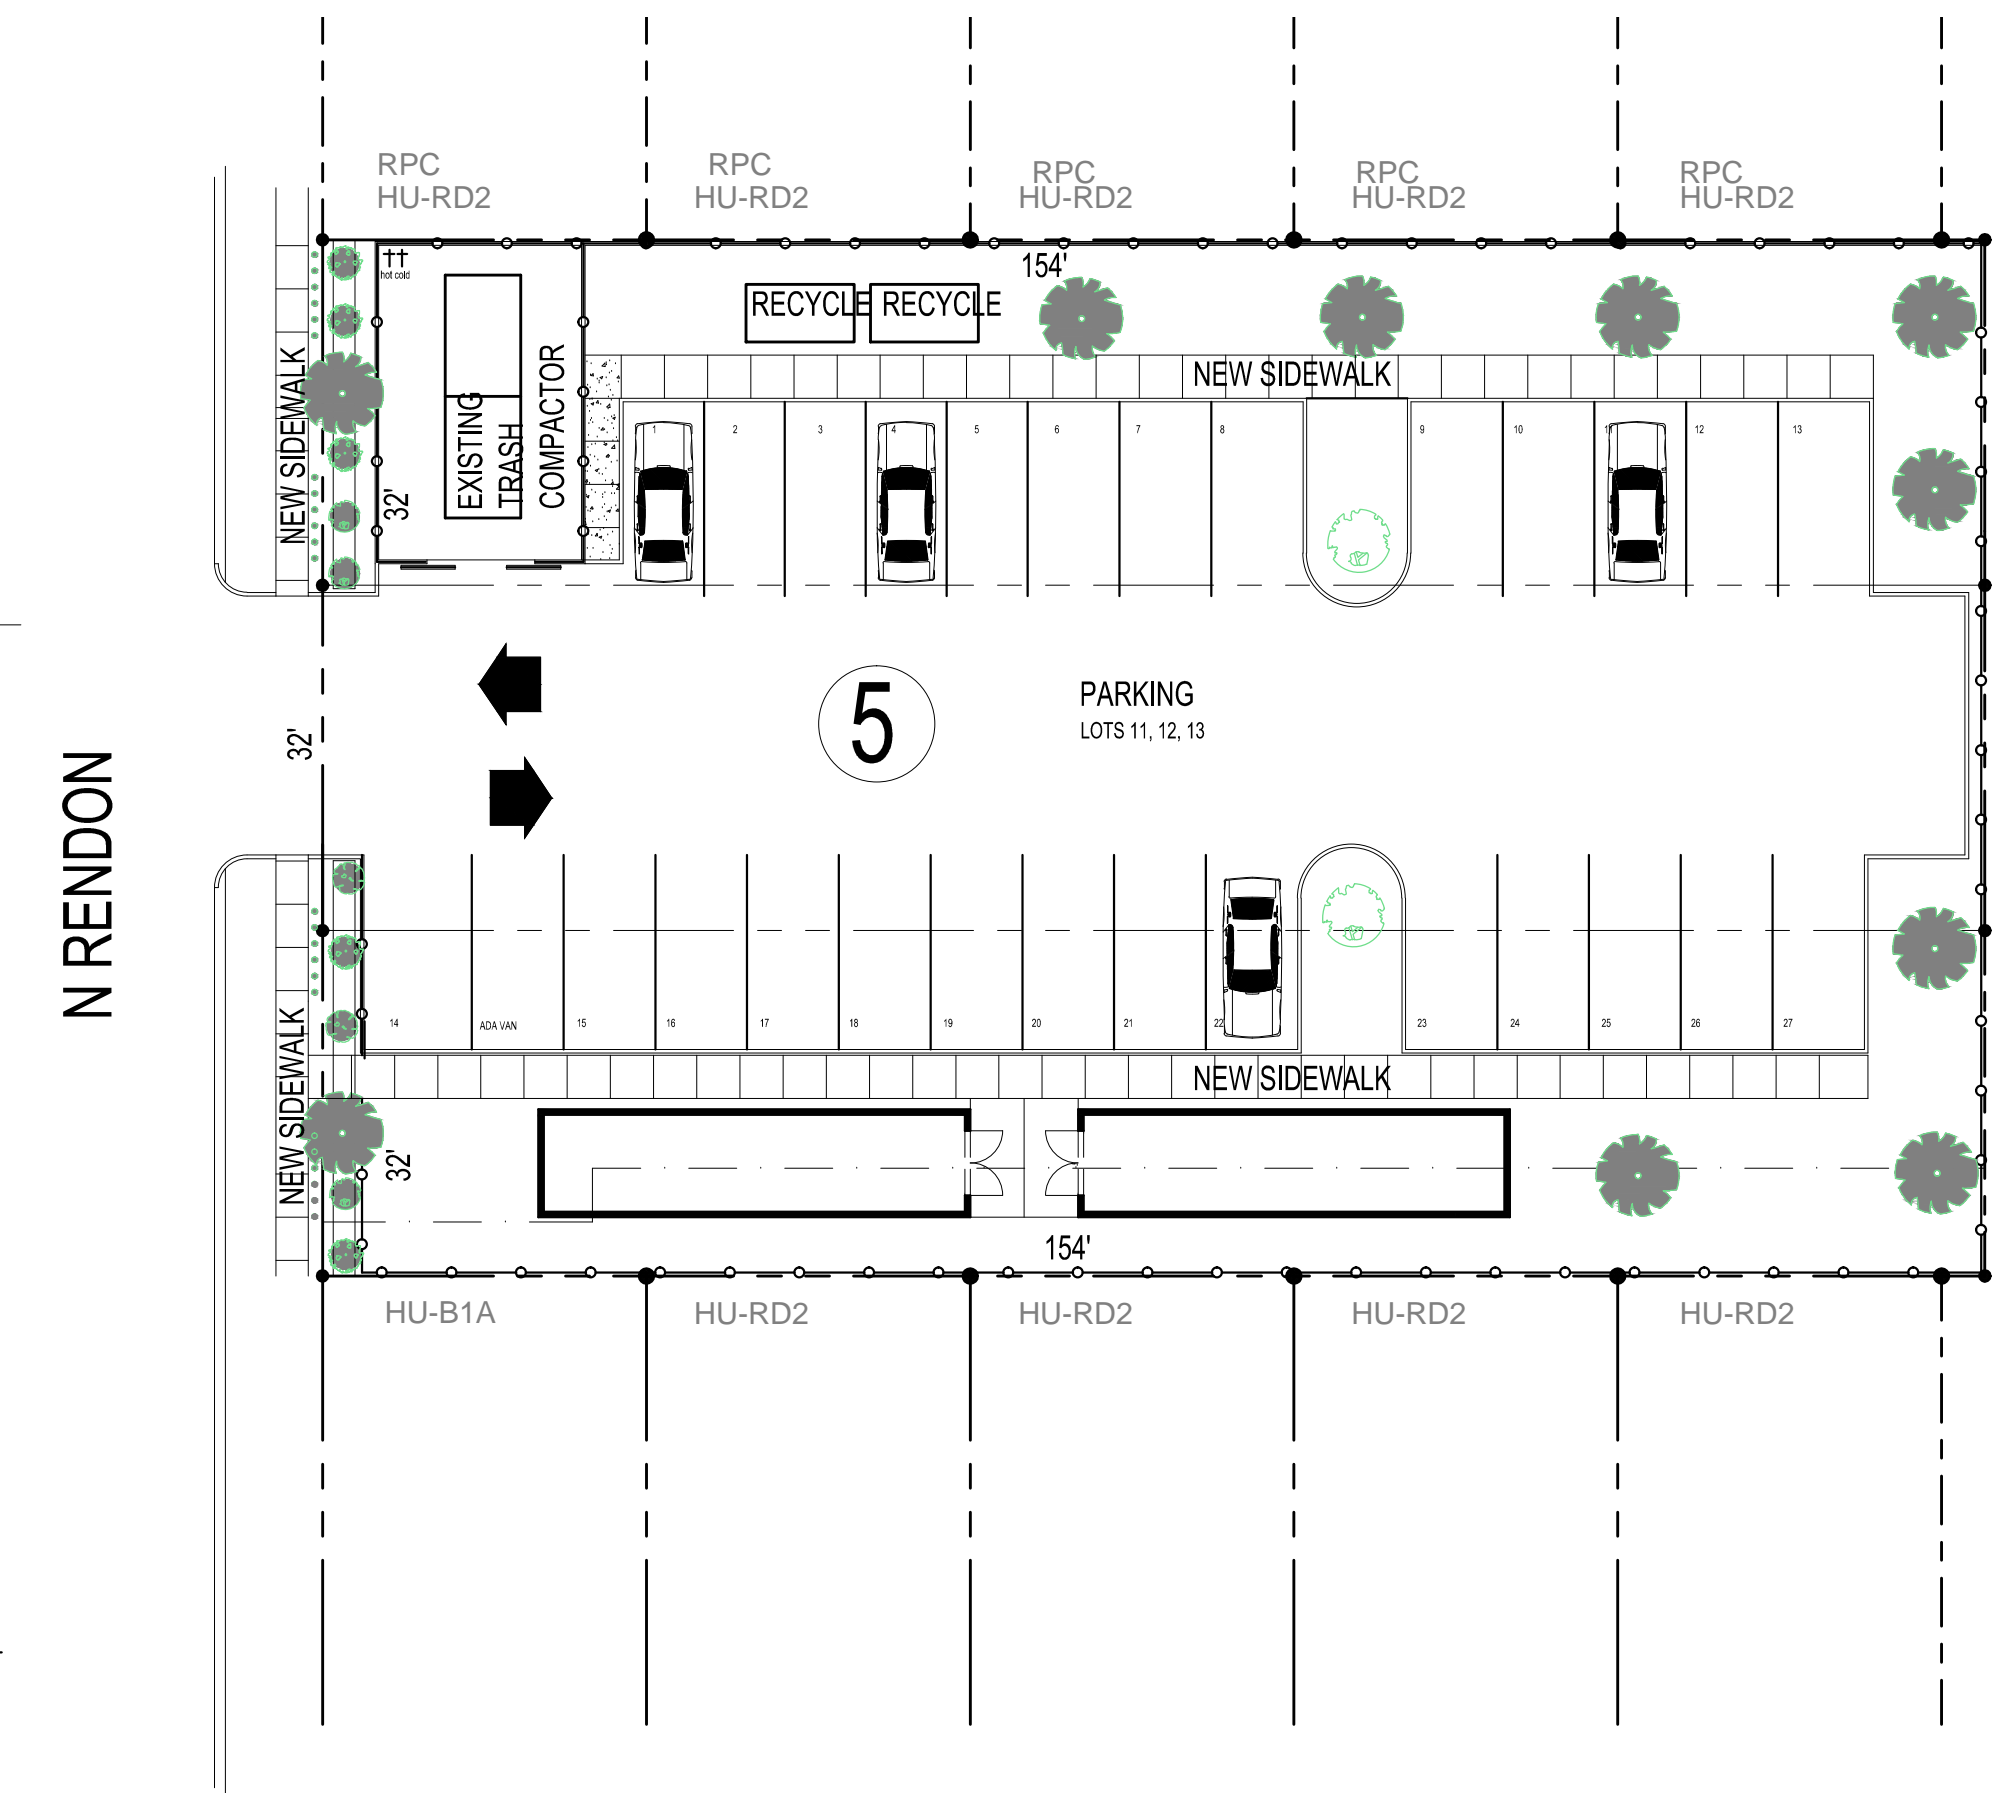 RPC
HU-RD2
RPC
HU-RD2
RPC
HU-RD2
RPC
HU-RD2
RPC
HU-RD2
hot cold
154'
RECYCLE
RECYCLE
NEW SIDEWALK
NEW SIDEWALK
32'
EXISTING
TRASH
COMPACTOR
1
2
3
4
5
6
7
8
9
10
11
12
13
N RENDON
32'
5
PARKING
LOTS 11, 12, 13
14
ADA VAN
15
16
17
18
19
20
21
22
23
24
25
26
27
NEW SIDEWALK
NEW SIDEWALK
32'
154'
HU-B1A
HU-RD2
HU-RD2
HU-RD2
HU-RD2